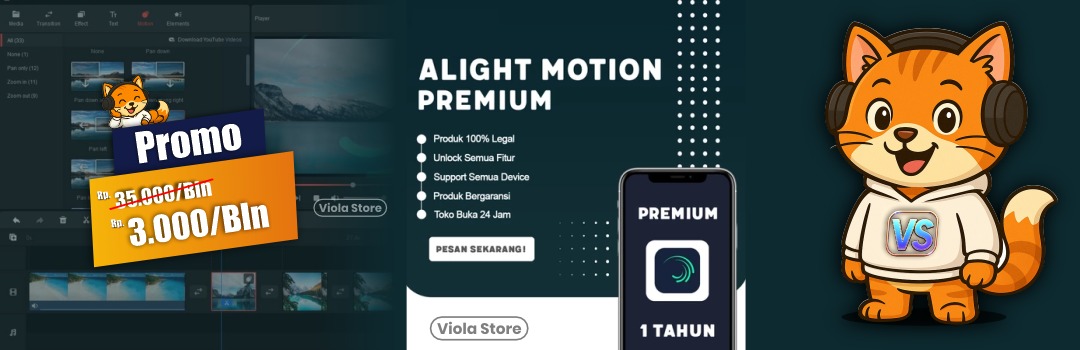 Media Transition Effect Text Motion Elements
Player
All (35)
Download YouTube Videos
None (1)
None
Pan down
Pan only (12)
Zoom-in (11)
Zoom-out (9)
Pan left
Promo
Rp. 35.000/Bln
Rp. 3.000/Bln
Viola Store
ALIGHT MOTION
PREMIUM
Produk 100% Legal
Unlock Semua Fitur
Support Semua Device
Produk Bergaransi
Toko Buka 24 Jam
PESAN SEKARANG!
Viola Store
PREMIUM
1 TAHUN
VS